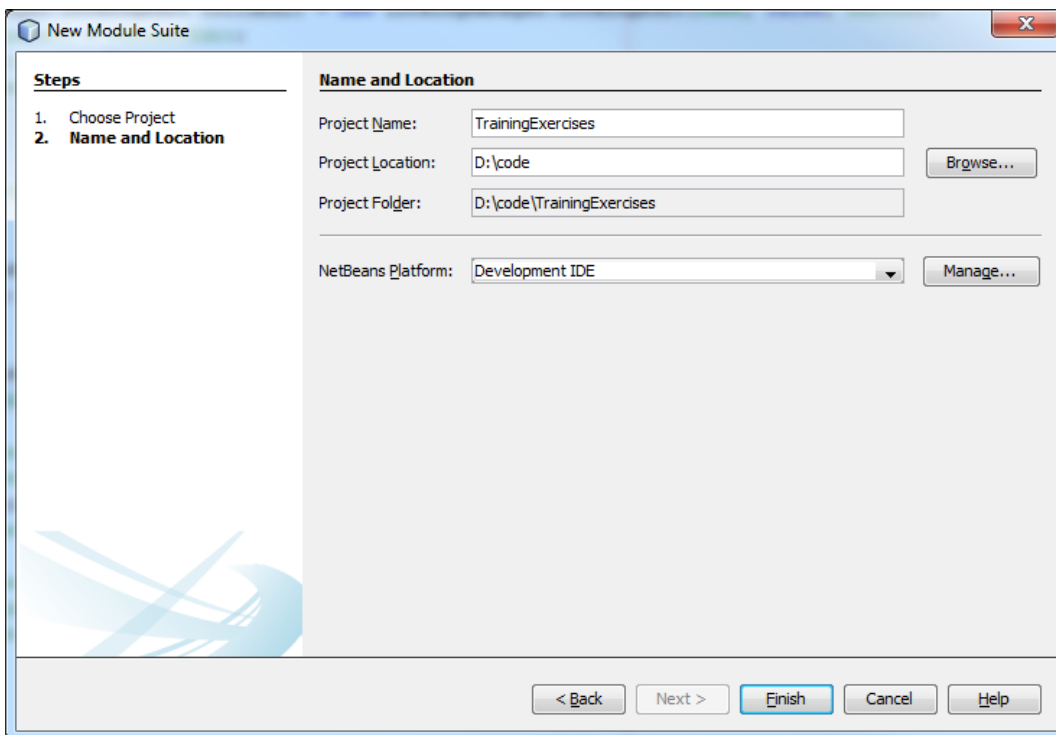 New Module Suite
Steps
1. Choose Project
2. Name and Location
Name and Location
Project Name: TrainingExercises
Project Location: D:\code Browse...
Project Folder: D:\code\TrainingExercises
NetBeans Platform: Development IDE Manage...
< Back Next > Finish Cancel Help